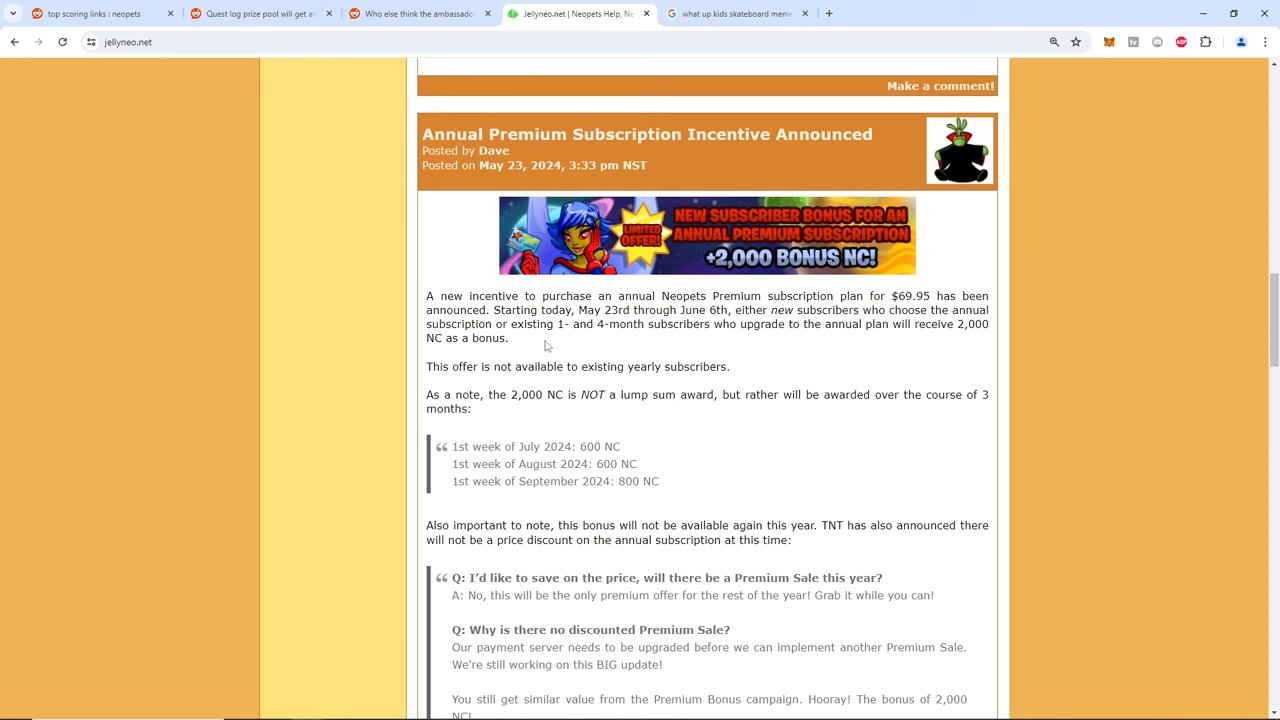 top scoring links : neopets
Quest log prize pool will get an
Who else think the ambassador
Jellyneo.net | Neopets Help, Ne
what up kids skateboard meme
jellyneo.net
Make a comment!
Annual Premium Subscription Incentive Announced
Posted by Dave
Posted on May 23, 2024, 3:33 pm NST
LIMITED OFFER!
NEW SUBSCRIBER BONUS FOR AN
ANNUAL PREMIUM SUBSCRIPTION
+2,000 BONUS NC!
A new incentive to purchase an annual Neopets Premium subscription plan for $69.95 has been
announced. Starting today, May 23rd through June 6th, either new subscribers who choose the annual
subscription or existing 1- and 4-month subscribers who upgrade to the annual plan will receive 2,000
NC as a bonus.
This offer is not available to existing yearly subscribers.
As a note, the 2,000 NC is NOT a lump sum award, but rather will be awarded over the course of 3
months:
1st week of July 2024: 600 NC
1st week of August 2024: 600 NC
1st week of September 2024: 800 NC
Also important to note, this bonus will not be available again this year. TNT has also announced there
will not be a price discount on the annual subscription at this time:
Q: I'd like to save on the price, will there be a Premium Sale this year?
A: No, this will be the only premium offer for the rest of the year! Grab it while you can!
Q: Why is there no discounted Premium Sale?
Our payment server needs to be upgraded before we can implement another Premium Sale.
We're still working on this BIG update!
You still get similar value from the Premium Bonus campaign. Hooray! The bonus of 2,000
NC!